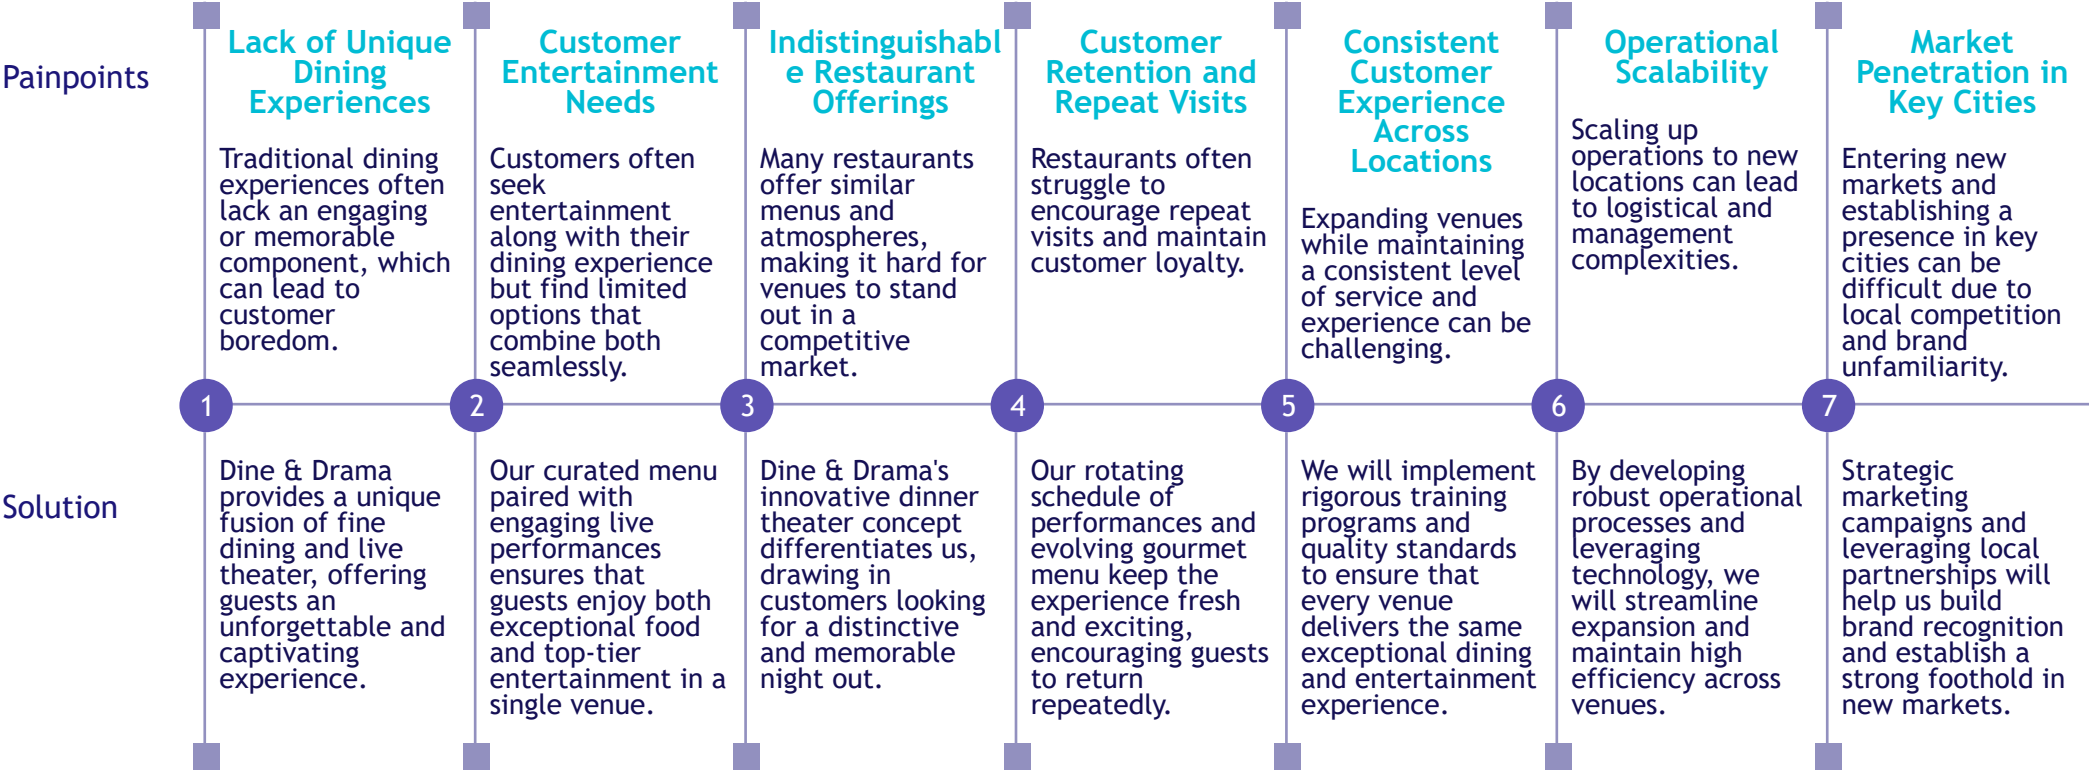 Painpoints
Lack of Unique
Dining
Experiences
Traditional dining
experiences often
lack an engaging
or memorable
component, which
can lead to
customer
boredom.
Customer
Entertainment
Needs
Customers often
seek
entertainment
along with their
dining experience
but find limited
options that
combine both
seamlessly.
Indistinguishabl
e Restaurant
Offerings
Many restaurants
offer similar
menus and
atmospheres,
making it hard for
venues to stand
out in a
competitive
market.
Customer
Retention and
Repeat Visits
Restaurants often
struggle to
encourage repeat
visits and maintain
customer loyalty.
Consistent
Customer
Experience
Across
Locations
Expanding venues
while maintaining
a consistent level
of service and
experience can be
challenging.
Operational
Scalability
Scaling up
operations to new
locations can lead
to logistical and
management
complexities.
Market
Penetration in
Key Cities
Entering new
markets and
establishing a
presence in key
cities can be
difficult due to
local competition
and brand
unfamiliarity.
1
2
3
4
5
6
7
Solution
Dine & Drama
provides a unique
fusion of fine
dining and live
theater, offering
guests an
unforgettable and
captivating
experience.
Our curated menu
paired with
engaging live
performances
ensures that
guests enjoy both
exceptional food
and top-tier
entertainment in a
single venue.
Dine & Drama's
innovative dinner
theater concept
differentiates us,
drawing in
customers looking
for a distinctive
and memorable
night out.
Our rotating
schedule of
performances and
evolving gourmet
menu keep the
experience fresh
and exciting,
encouraging guests
to return
repeatedly.
We will implement
rigorous training
programs and
quality standards
to ensure that
every venue
delivers the same
exceptional dining
and entertainment
experience.
By developing
robust operational
processes and
leveraging
technology, we
will streamline
expansion and
maintain high
efficiency across
venues.
Strategic
marketing
campaigns and
leveraging local
partnerships will
help us build
brand recognition
and establish a
strong foothold in
new markets.